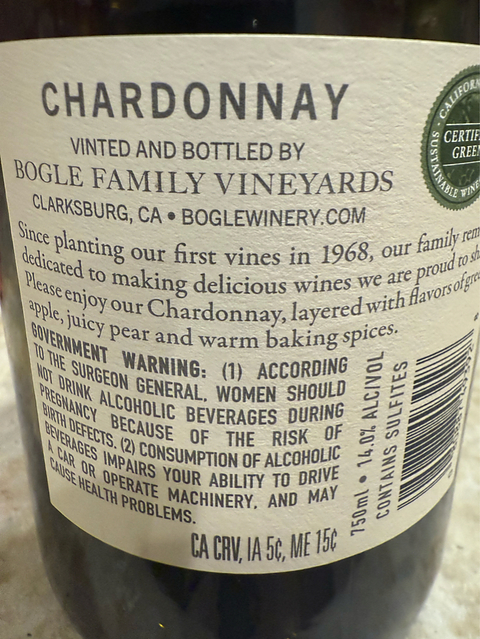 CHARDONNAY
VINTED AND BOTTLED BY
BOGLE FAMILY VINEYARDS
CLARKSBURG, CA • BOGLEWINERY.COM
Since planting our first vines in 1968, our family
dedicated to making delicious wines we are proud to
Please enjoy our Chardonnay, layered with flavors of
apple, juicy pear and warm baking spices.
GOVERNMENT WARNING: (1) ACCORDING
TO THE SURGEON GENERAL, WOMEN SHOULD
NOT DRINK ALCOHOLIC BEVERAGES DURING
PREGNANCY BECAUSE OF THE RISK OF
BIRTH DEFECTS. (2) CONSUMPTION OF ALCOHOLIC
BEVERAGES IMPAIRS YOUR ABILITY TO DRIVE
A CAR OR OPERATE MACHINERY, AND MAY
CAUSE HEALTH PROBLEMS.
CA CRV, IA 5¢, ME 15¢
750ml • 14.0% ALC/VOL
CONTAINS SULFITES
CERTIFI
GREEN
SUSTAINABLE